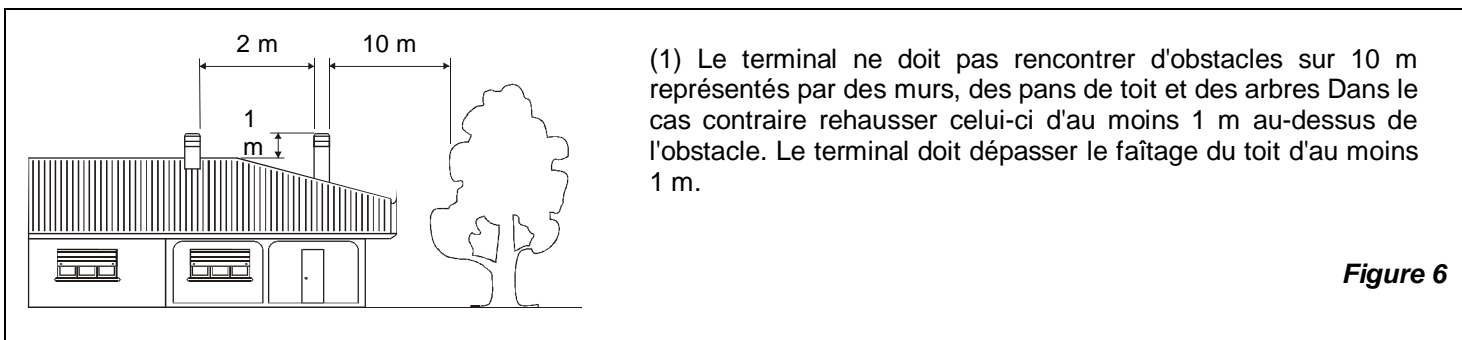 2 m 10 m
1
m
(1) Le terminal ne doit pas rencontrer d'obstacles sur 10 m
représentés par des murs, des pans de toit et des arbres Dans le
cas contraire rehausser celui-ci d'au moins 1 m au-dessus de
l'obstacle. Le terminal doit dépasser le faîtage du toit d'au moins
1 m.
Figure 6